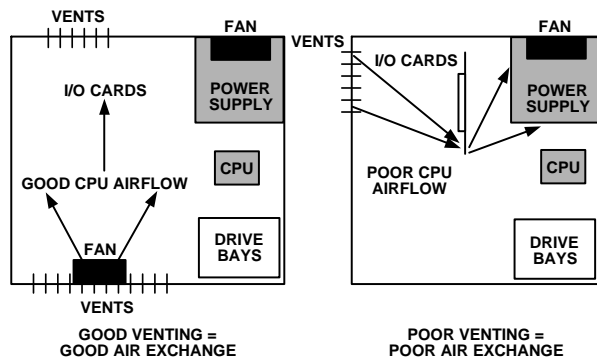 VENTS
FAN
I/O CARDS
POWER
SUPPLY
CPU
GOOD CPU AIRFLOW
FAN
DRIVE
BAYS
VENTS
GOOD VENTING =
GOOD AIR EXCHANGE
FAN
VENTS
I/O CARDS
POWER
SUPPLY
POOR CPU
AIRFLOW
CPU
DRIVE
BAYS
POOR VENTING =
POOR AIR EXCHANGE